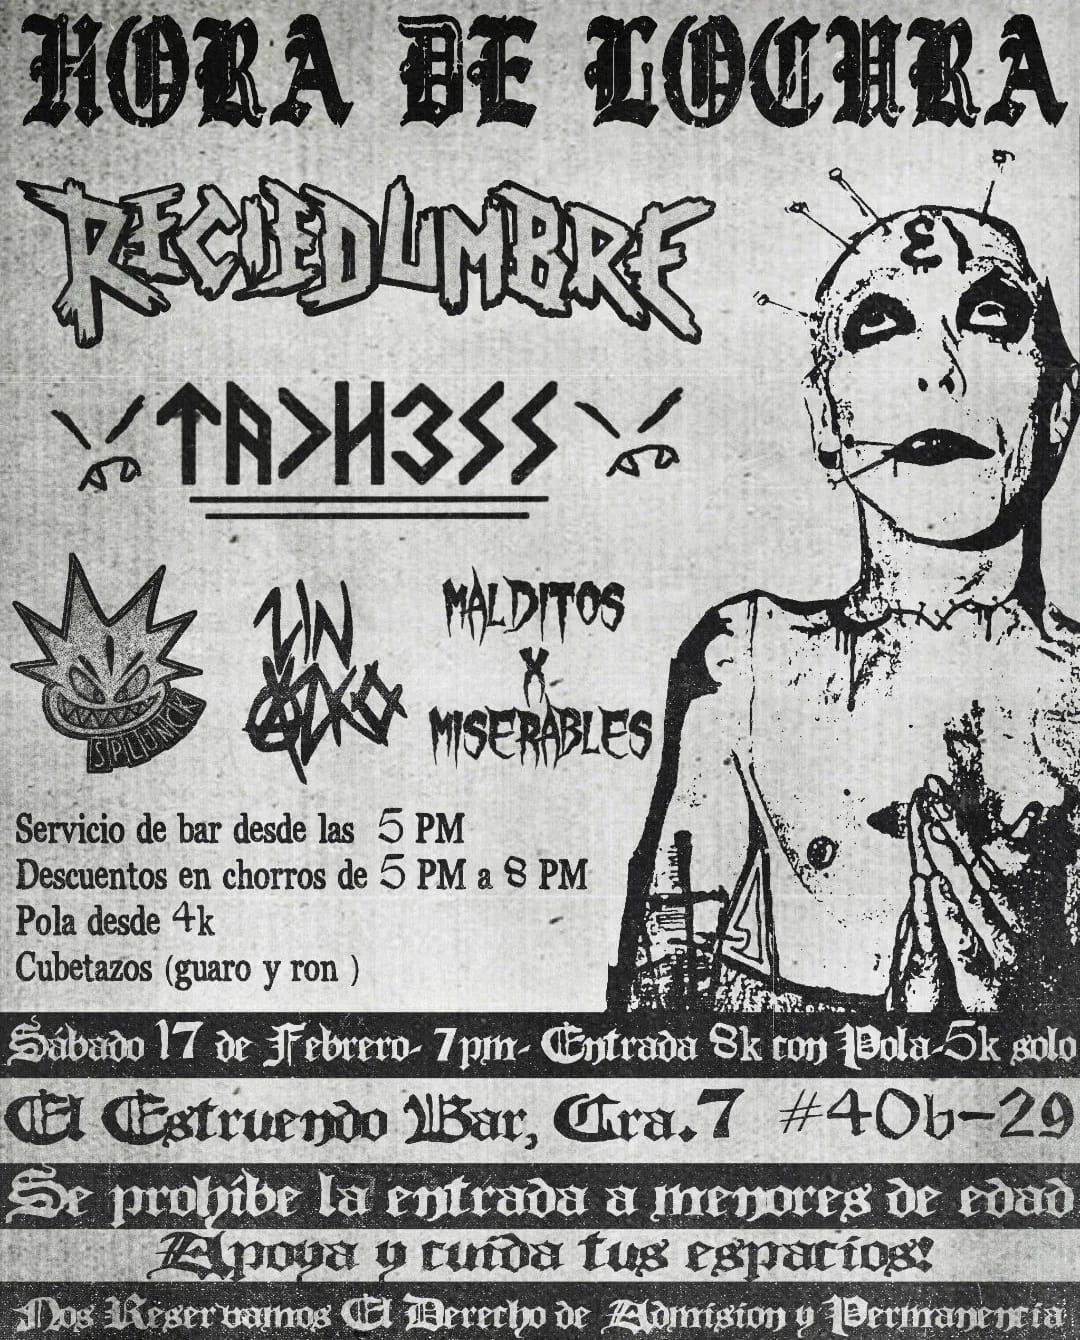 HORA DE LOCURA
RECIEDUMBRE
SPLUNCK
MALDITOS
X
MISERABLES
Servicio de bar desde las 5 PM
Descuentos en chorros de 5 PM a 8 PM
Pola desde 4k
Cubetazos (guaro y ron )
Sábado 17 de Febrero- 7pm- Entrada 8k con Pola-5k solo
El Estruendo Bar, Cra.7 #40b-29
Se prohibe la entrada a menores de edad
Apoya y cuida tus espacios!
Nos Reservamos El Derecho de Admision y Permanencia